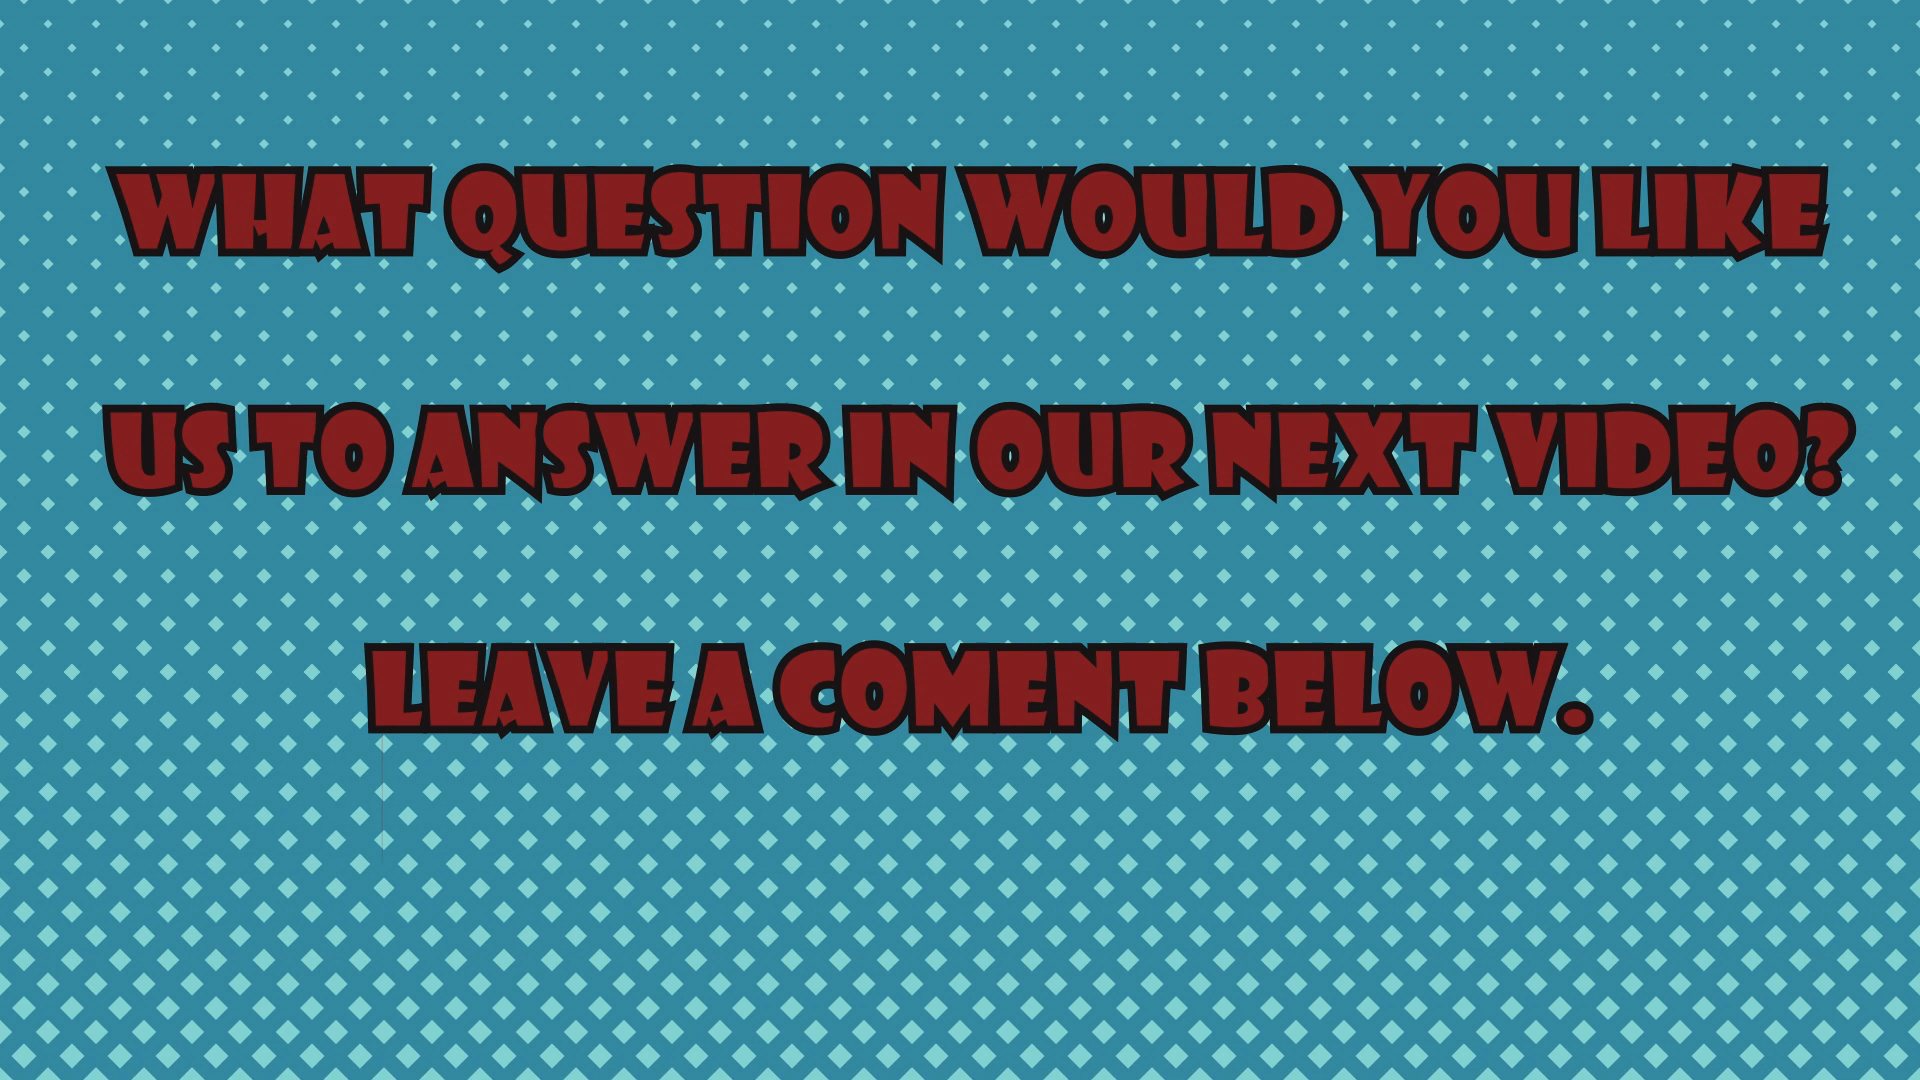 WHAT QUESTION WOULD YOU LIKE
US TO ANSWER IN OUR NEXT VIDEO?
LEAVE A COMENT BELOW.